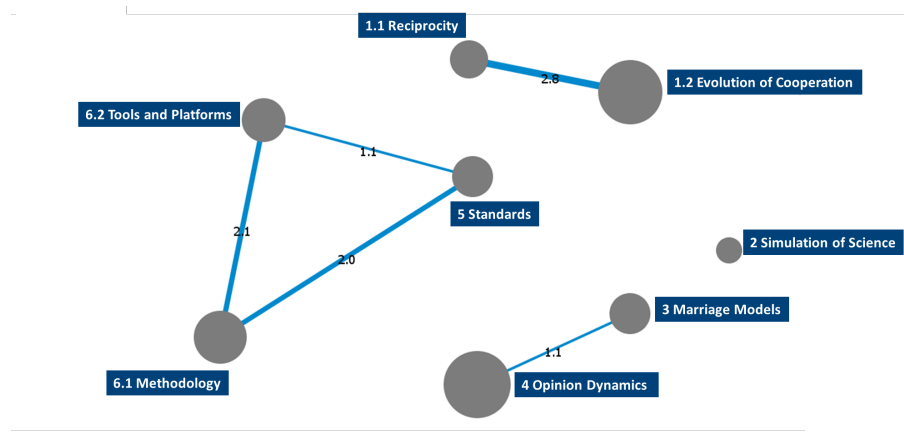 1.1 Reciprocity
2.8
1.2 Evolution of Cooperation
6.2 Tools and Platforms
1.1
5 Standards
2.1
2.0
2 Simulation of Science
3 Marriage Models
1.1
6.1 Methodology
4 Opinion Dynamics